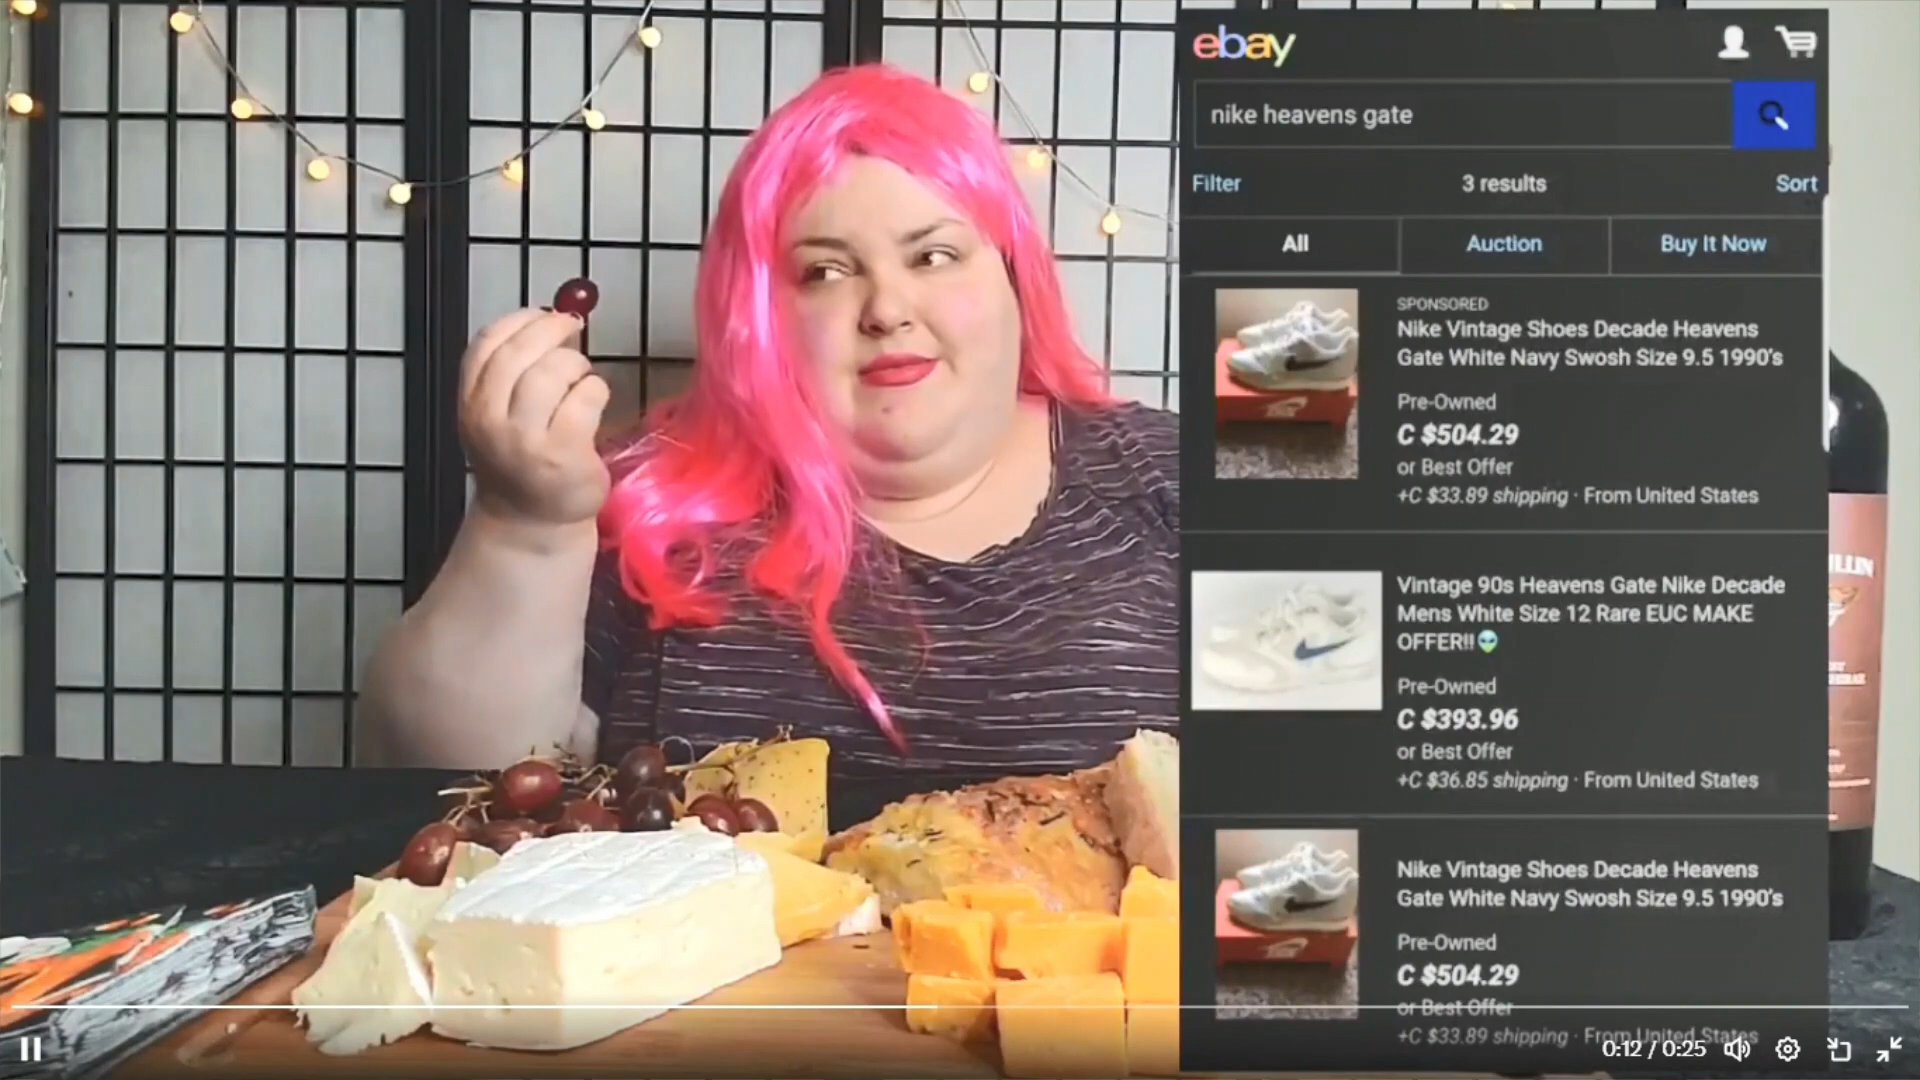 ebay
nike heavens gate
Filter
3 results
Sort
All
Auction
Buy It Now
SPONSORED
Nike Vintage Shoes Decade Heavens
Gate White Navy Swosh Size 9.5 1990's
Pre-Owned
C $504.29
or Best Offer
+C $33.89 shipping · From United States
Vintage 90s Heavens Gate Nike Decade
Mens White Size 12 Rare EUC MAKE
OFFER!!👽
Pre-Owned
C $393.96
or Best Offer
+C $36.85 shipping · From United States
Nike Vintage Shoes Decade Heavens
Gate White Navy Swosh Size 9.5 1990's
Pre-Owned
C $504.29
or Best Offer
+C $33.89 shipping · From United States
0:12 / 0:25